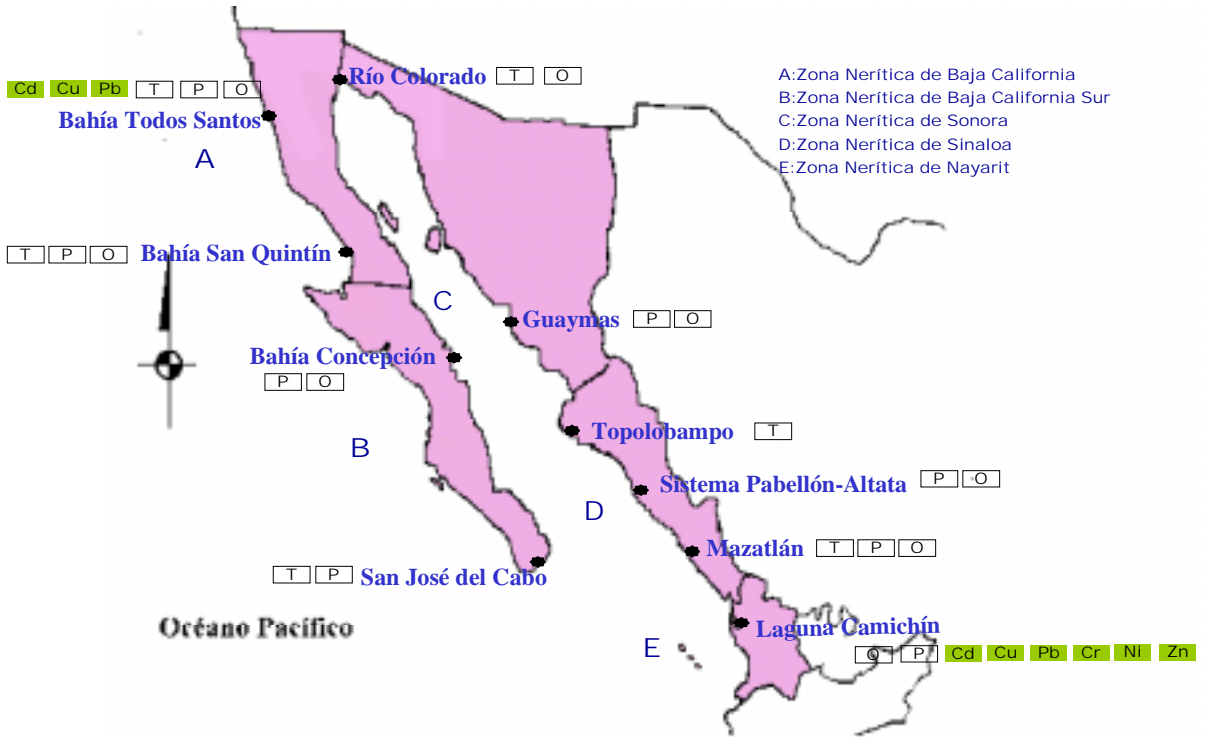 Río Colorado T O
A:Zona Nerítica de Baja California
B:Zona Nerítica de Baja California Sur
C:Zona Nerítica de Sonora
D:Zona Nerítica de Sinaloa
E:Zona Nerítica de Nayarit
Cd Cu Pb T P O
Bahía Todos Santos
A
T P O Bahía San Quintín
C
Guaymas P O
Bahía Concepción
P O
Topolobampo T
B
Sistema Pabellón-Altata P O
D
Mazatlán T P O
T P San José del Cabo
Océano Pacífico
Laguna Camichín
E
O P Cd Cu Pb Cr Ni Zn